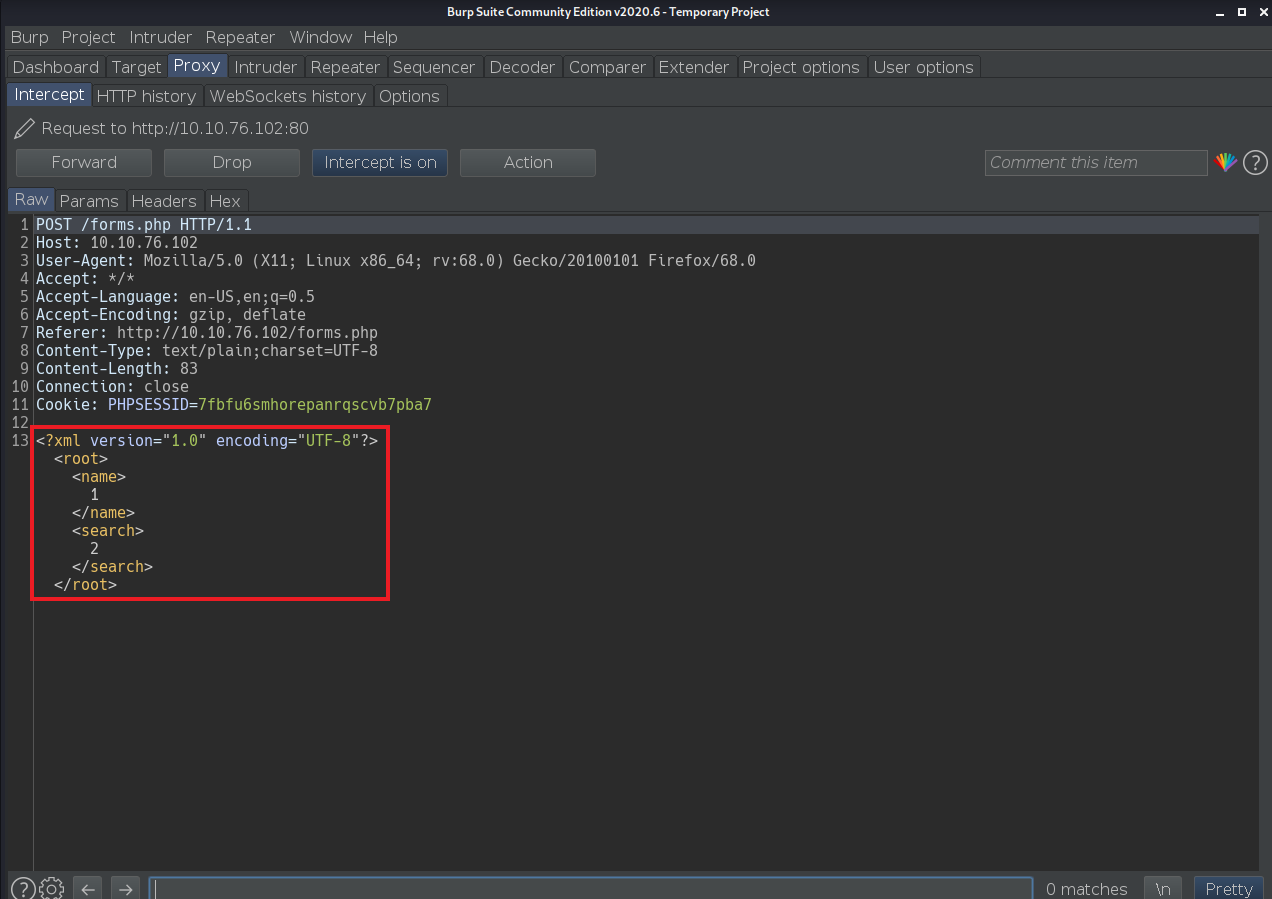 Burp Suite Community Edition v2020.6 - Temporary Project
Burp Project Intruder Repeater Window Help
Dashboard Target Proxy Intruder Repeater Sequencer Decoder Comparer Extender Project options User options
Intercept HTTP history WebSockets history Options
Request to http://10.10.76.102:80
Forward Drop Intercept is on Action Comment this item ?
Raw Params Headers Hex
1 POST /forms.php HTTP/1.1
2 Host: 10.10.76.102
3 User-Agent: Mozilla/5.0 (X11; Linux x86_64; rv:68.0) Gecko/20100101 Firefox/68.0
4 Accept: */*
5 Accept-Language: en-US,en;q=0.5
6 Accept-Encoding: gzip, deflate
7 Referer: http://10.10.76.102/forms.php
8 Content-Type: text/plain;charset=UTF-8
9 Content-Length: 83
10 Connection: close
11 Cookie: PHPSESSID=7fbfu6smhorepanrqscvb7pba7
12
13 <?xml version="1.0" encoding="UTF-8"?>
<root>
<name>
1
</name>
<search>
2
</search>
</root>
? 0 matches \n Pretty